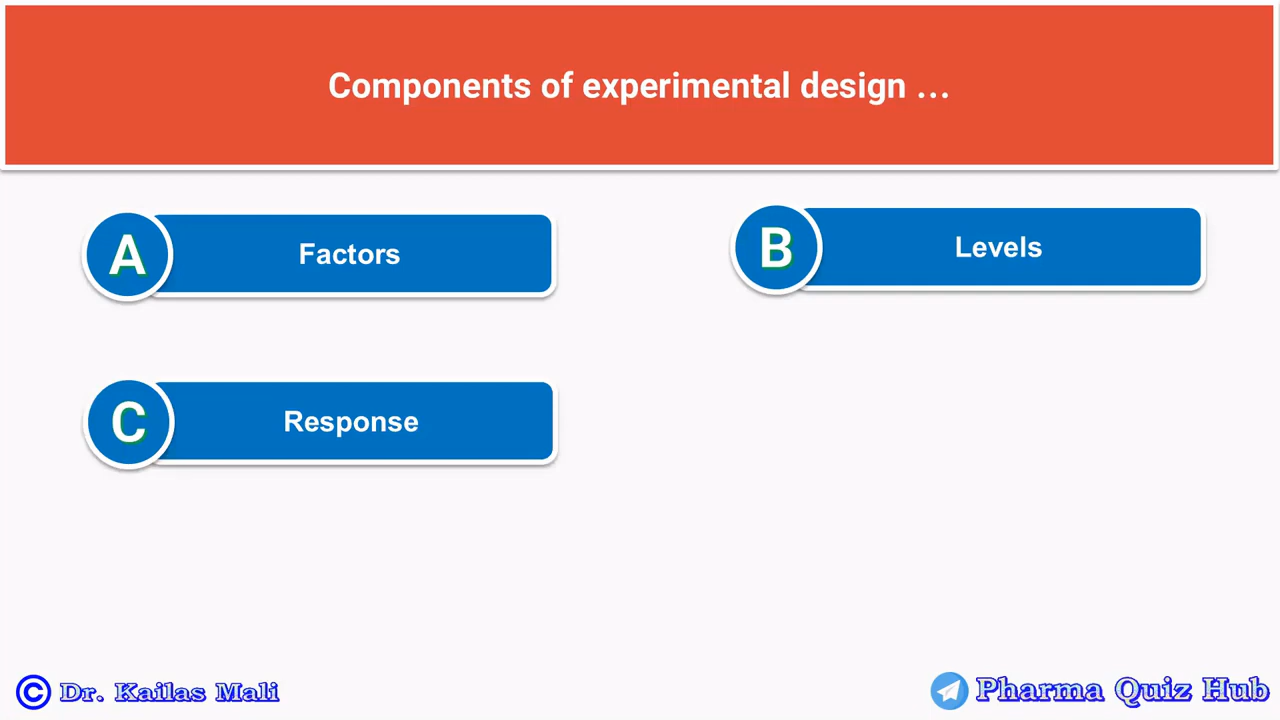 Components of experimental design ...
A Factors
B Levels
C Response
© Dr. Kailas Mali
Pharma Quiz Hub